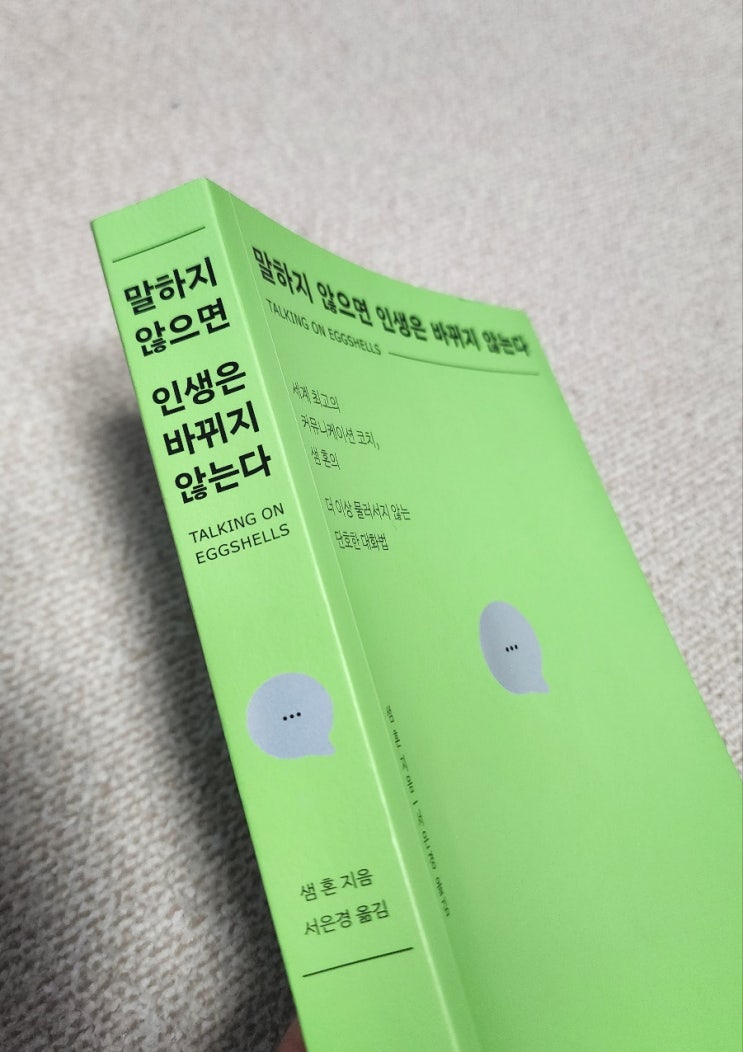 말하지
않으면
인생은
바뀌지
않는다
TALKING ON
EGGSHELLS
샘 혼 지음
서은경 옮김
말하지 않으면 인생은 바뀌지 않는다
TALKING ON EGGSHELLS
세계 최고의
커뮤니케이션 코치,
샘 혼의
더 이상 물러서지 않는
단호한 대화법